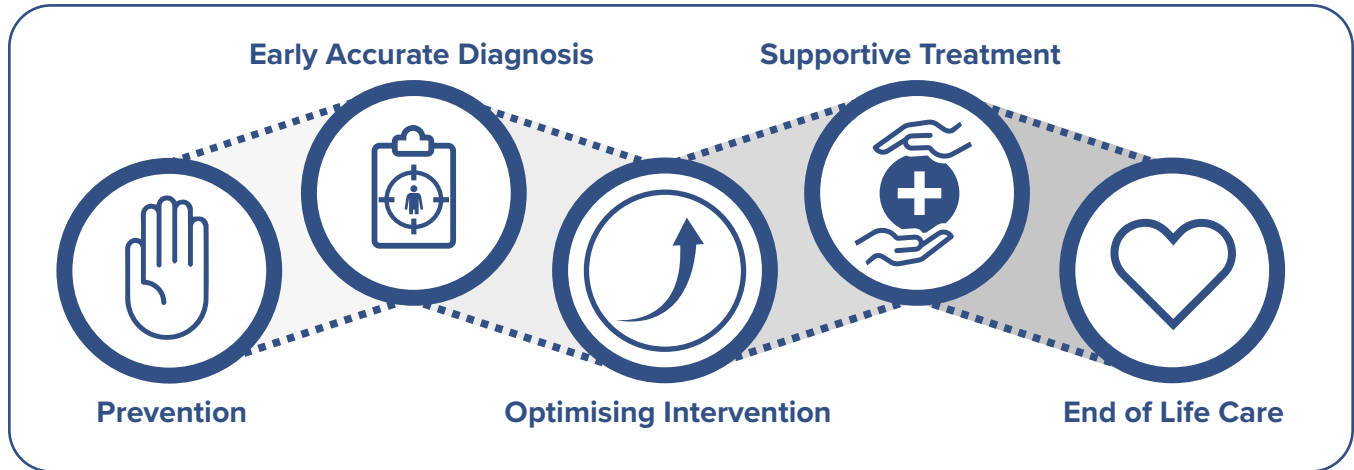 Early Accurate Diagnosis
Supportive Treatment
Prevention
Optimising Intervention
End of Life Care